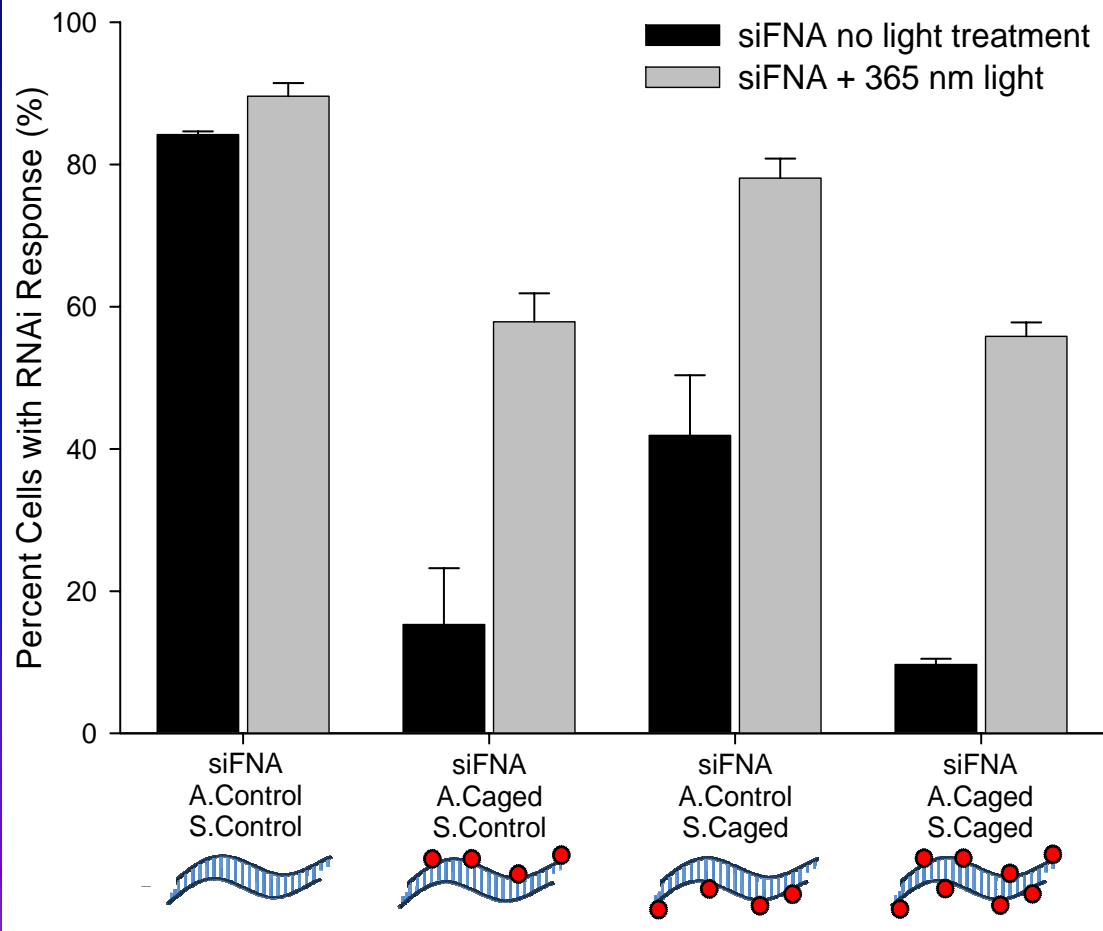 siFNA no light treatment
siFNA + 365 nm light
Percent Cells with RNAi Response (%)
100
80
60
40
20
0
siFNA
A.Control
S.Control
siFNA
A.Caged
S.Control
siFNA
A.Control
S.Caged
siFNA
A.Caged
S.Caged